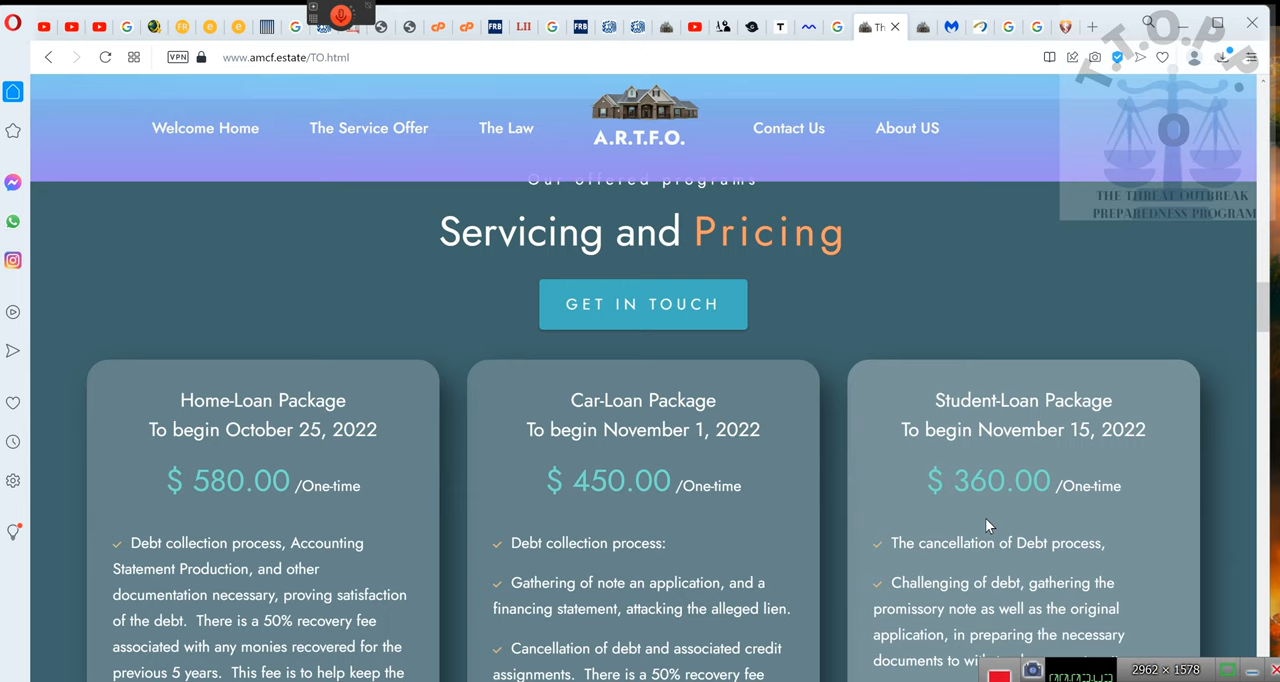 www.amcf.estate/TO.html
VPN
T.T.O.P.P.
THE THREAT OUTBREAK
PREPAREDNESS PROGRAM
Welcome Home
The Service Offer
The Law
A.R.T.F.O.
Contact Us
About US
Our offered programs
Servicing and Pricing
GET IN TOUCH
Home-Loan Package
To begin October 25, 2022
$ 580.00 /One-time
Debt collection process, Accounting
Statement Production, and other
documentation necessary, proving satisfaction
of the debt. There is a 50% recovery fee
associated with any monies recovered for the
previous 5 years. This fee is to help keep the
Car-Loan Package
To begin November 1, 2022
$ 450.00 /One-time
Debt collection process:
Gathering of note an application, and a
financing statement, attacking the alleged lien.
Cancellation of debt and associated credit
assignments. There is a 50% recovery fee
Student-Loan Package
To begin November 15, 2022
$ 360.00 /One-time
The cancellation of Debt process,
Challenging of debt, gathering the
promissory note as well as the original
application, in preparing the necessary
documents to
2962 × 1578